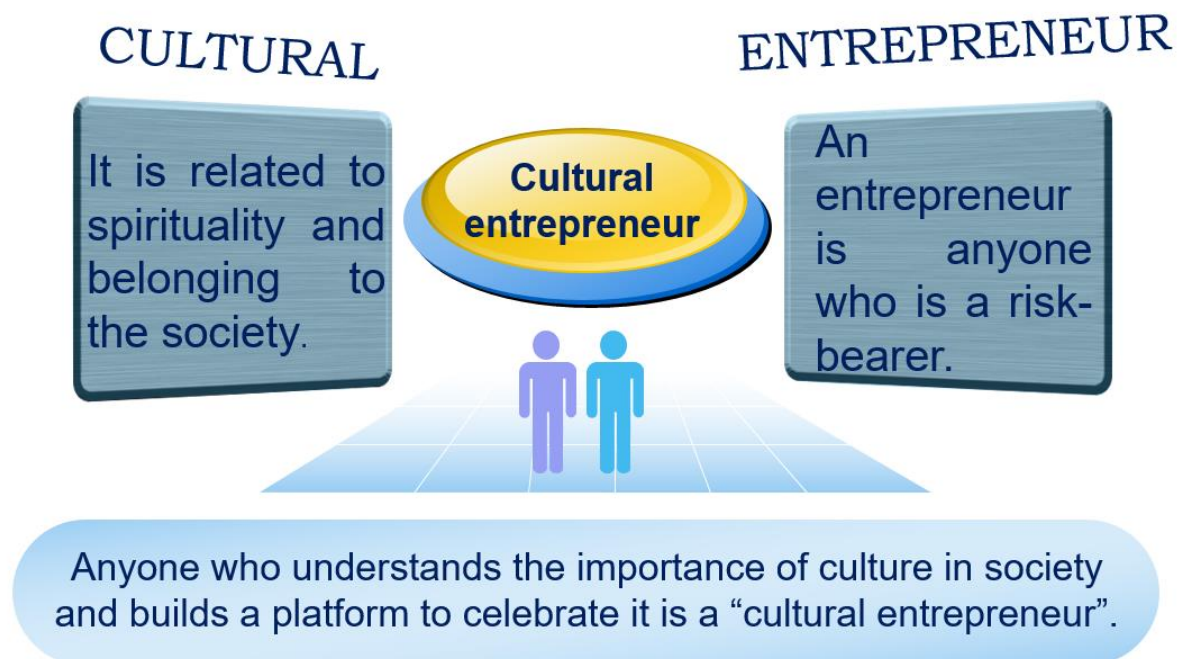 CULTURAL
ENTREPRENEUR
It is related to
spirituality and
belonging to
the society.
Cultural
entrepreneur
An
entrepreneur
is anyone
who is a risk-
bearer.
Anyone who understands the importance of culture in society
and builds a platform to celebrate it is a “cultural entrepreneur”.